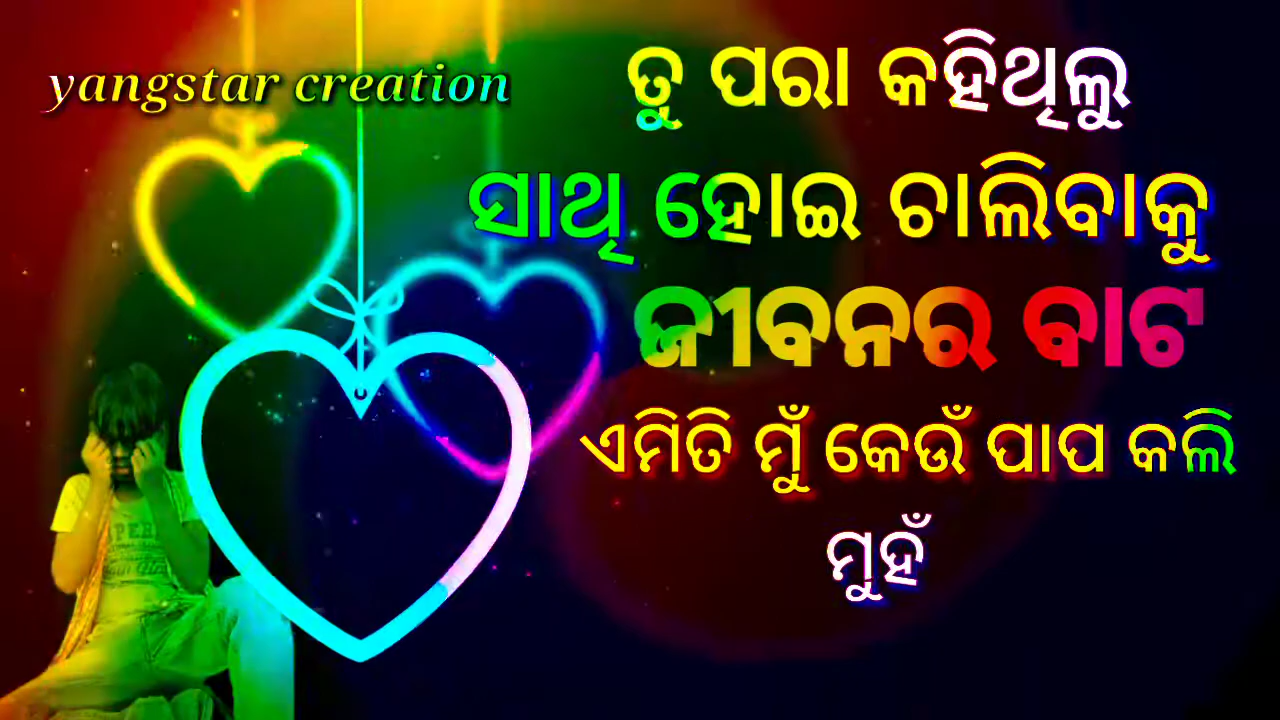 yangstar creation
ତୁ ପରା କହିଥିଲୁ
ସାଥି ହୋଇ ଚାଲିବାକୁ
ଜୀବନର ବାଟ
ଏମିତି ମୁଁ କେଉଁ ପାପ କଲି
ମୁହଁ